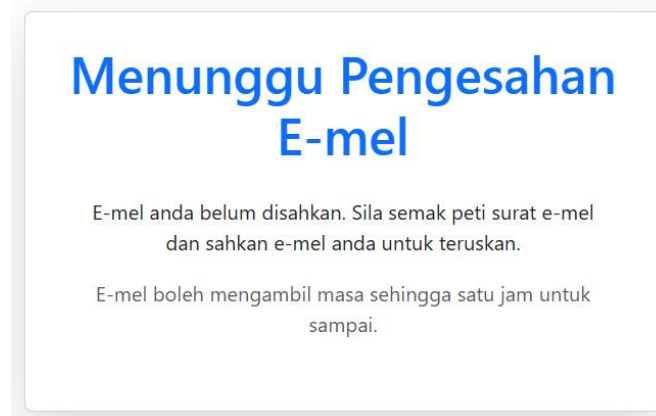 Menunggu Pengesahan
E-mel
E-mel anda belum disahkan. Sila semak peti surat e-mel
dan sahkan e-mel anda untuk teruskan.
E-mel boleh mengambil masa sehingga satu jam untuk
sampai.